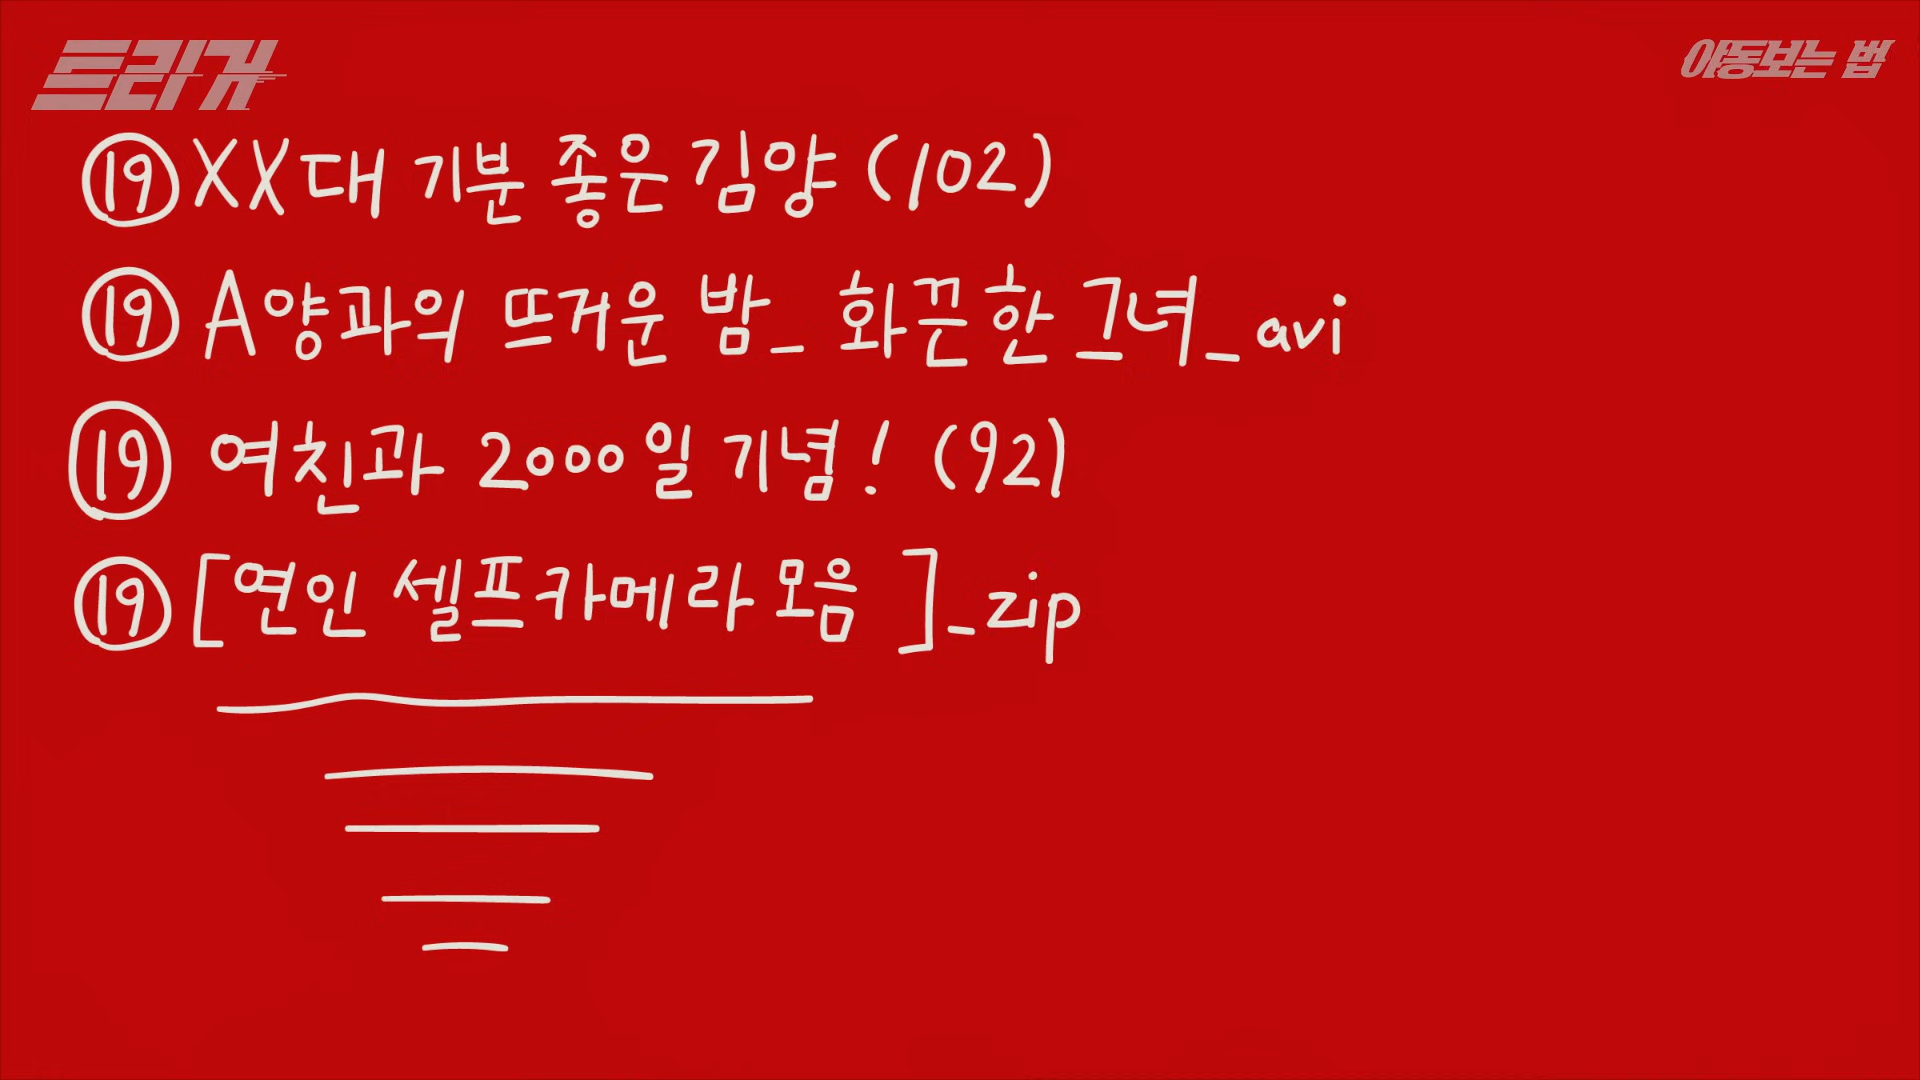 트리거
야동보는 법
⑲XX대 기분 좋은 김양 (102)
⑲A양과의 뜨거운 밤_ 화끈한 그녀_avi
⑲ 여친과 2000일 기념! (92)
⑲[연인 셀프카메라 모음 ]_zip